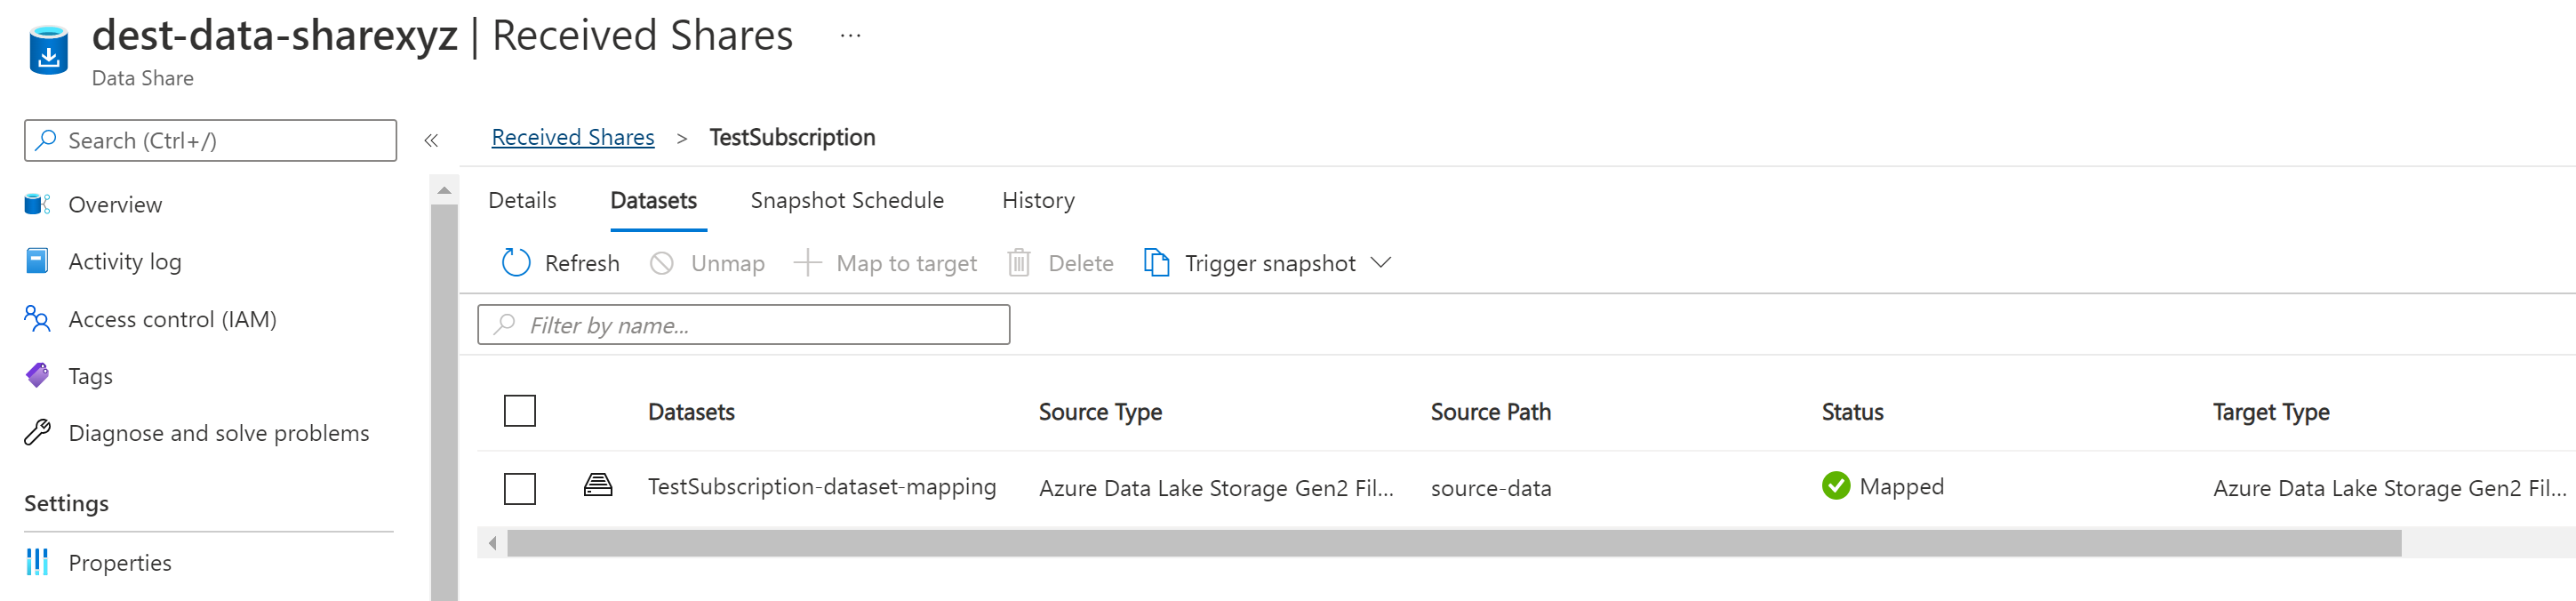 dest-data-sharexyz | Received Shares ...
Data Share
Search (Ctrl+/)
«
Overview
Activity log
Access control (IAM)
Tags
Diagnose and solve problems
Settings
Properties
Received Shares > TestSubscription
Details Datasets Snapshot Schedule History
Refresh Unmap Map to target Delete Trigger snapshot
Filter by name...
Datasets Source Type Source Path Status Target Type
TestSubscription-dataset-mapping Azure Data Lake Storage Gen2 Fil... source-data Mapped Azure Data Lake Storage Gen2 Fil...